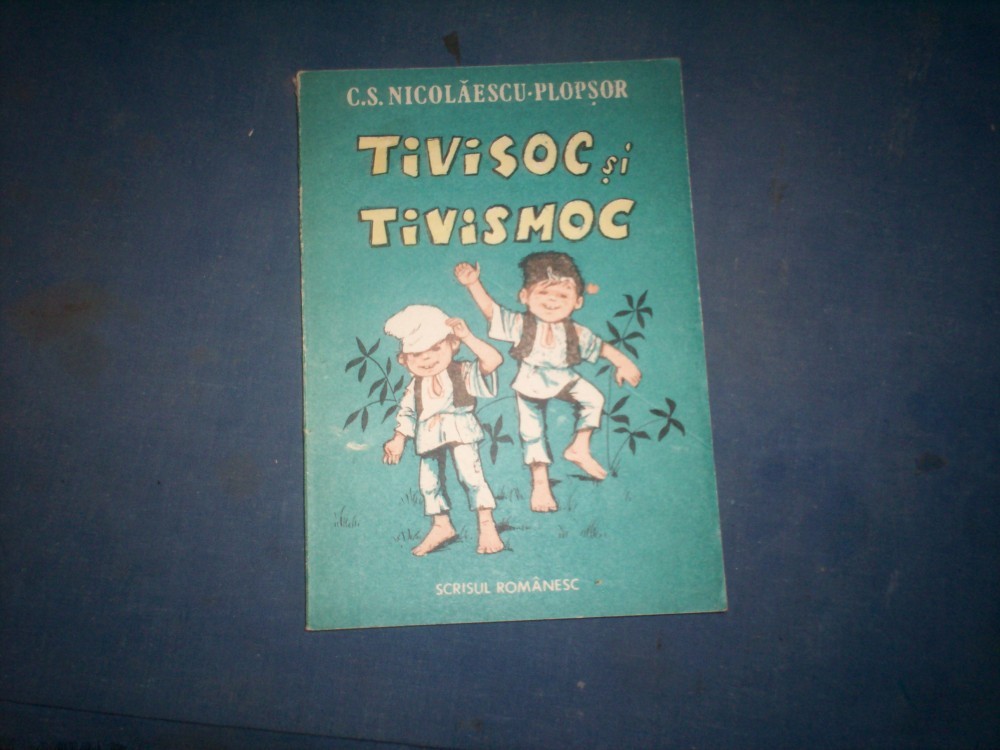 C.S. NICOLĂESCU-PLOPȘOR
TiViSOC și
TiViSMOC
SCRISUL ROMÂNESC